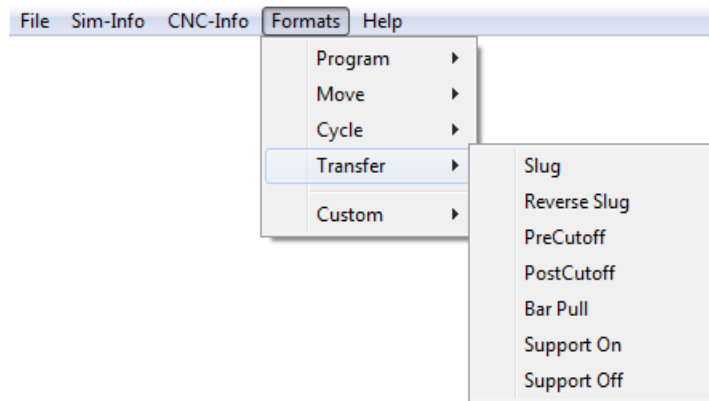 File Sim-Info CNC-Info Formats Help
Program
Move
Cycle
Transfer
Custom
Slug
Reverse Slug
PreCutoff
PostCutoff
Bar Pull
Support On
Support Off